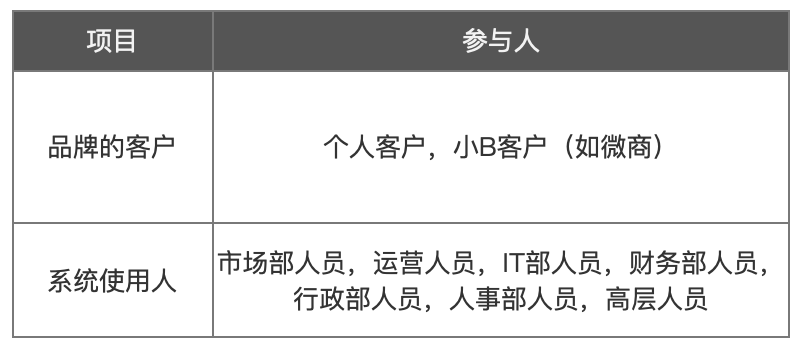 项目 参与人
品牌的客户 个人客户，小B客户（如微商）
系统使用人 市场部人员，运营人员，IT部人员，财务部人员，
行政部人员，人事部人员，高层人员